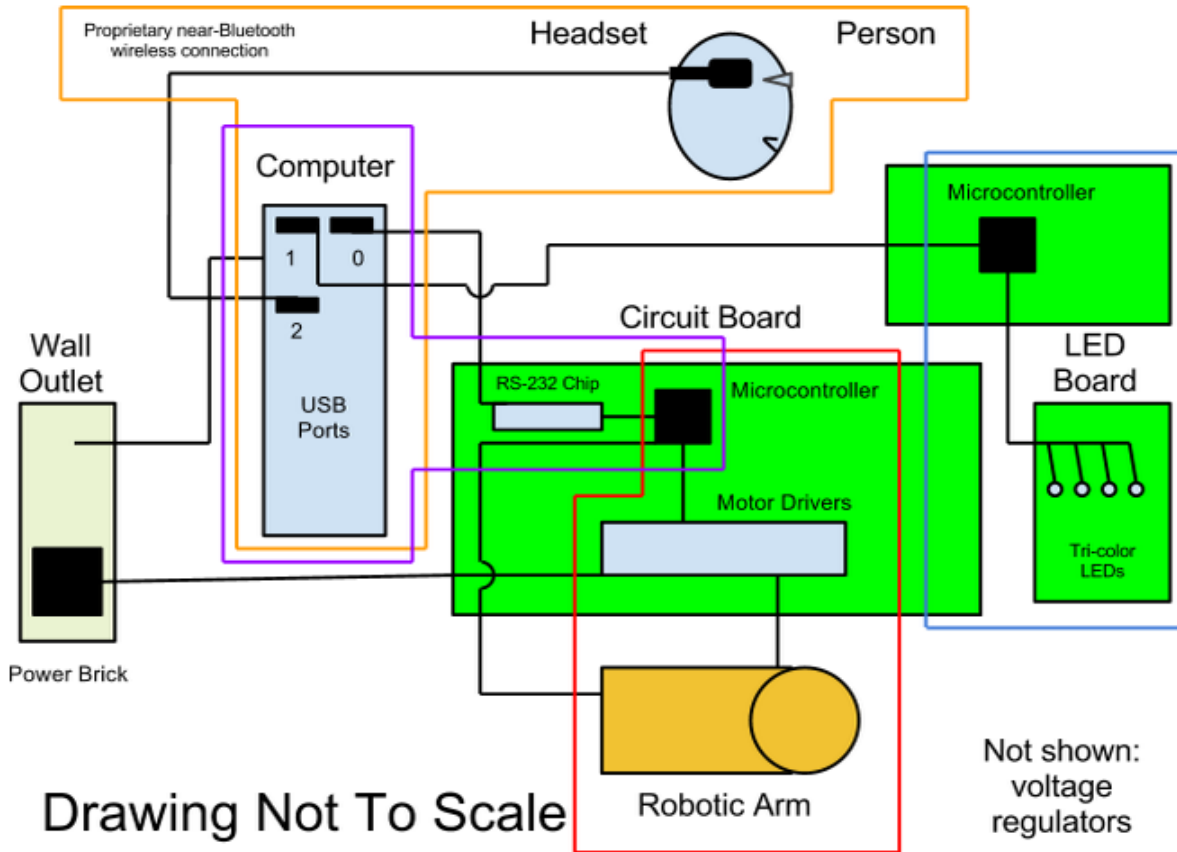 Proprietary near-Bluetooth
wireless connection
Headset
Person
Computer
Microcontroller
1
0
2
Circuit Board
Wall
Outlet
LED
Board
RS-232 Chip
Microcontroller
USB
Ports
Motor Drivers
Tri-color
LEDs
Power Brick
Not shown:
voltage
regulators
Drawing Not To Scale
Robotic Arm